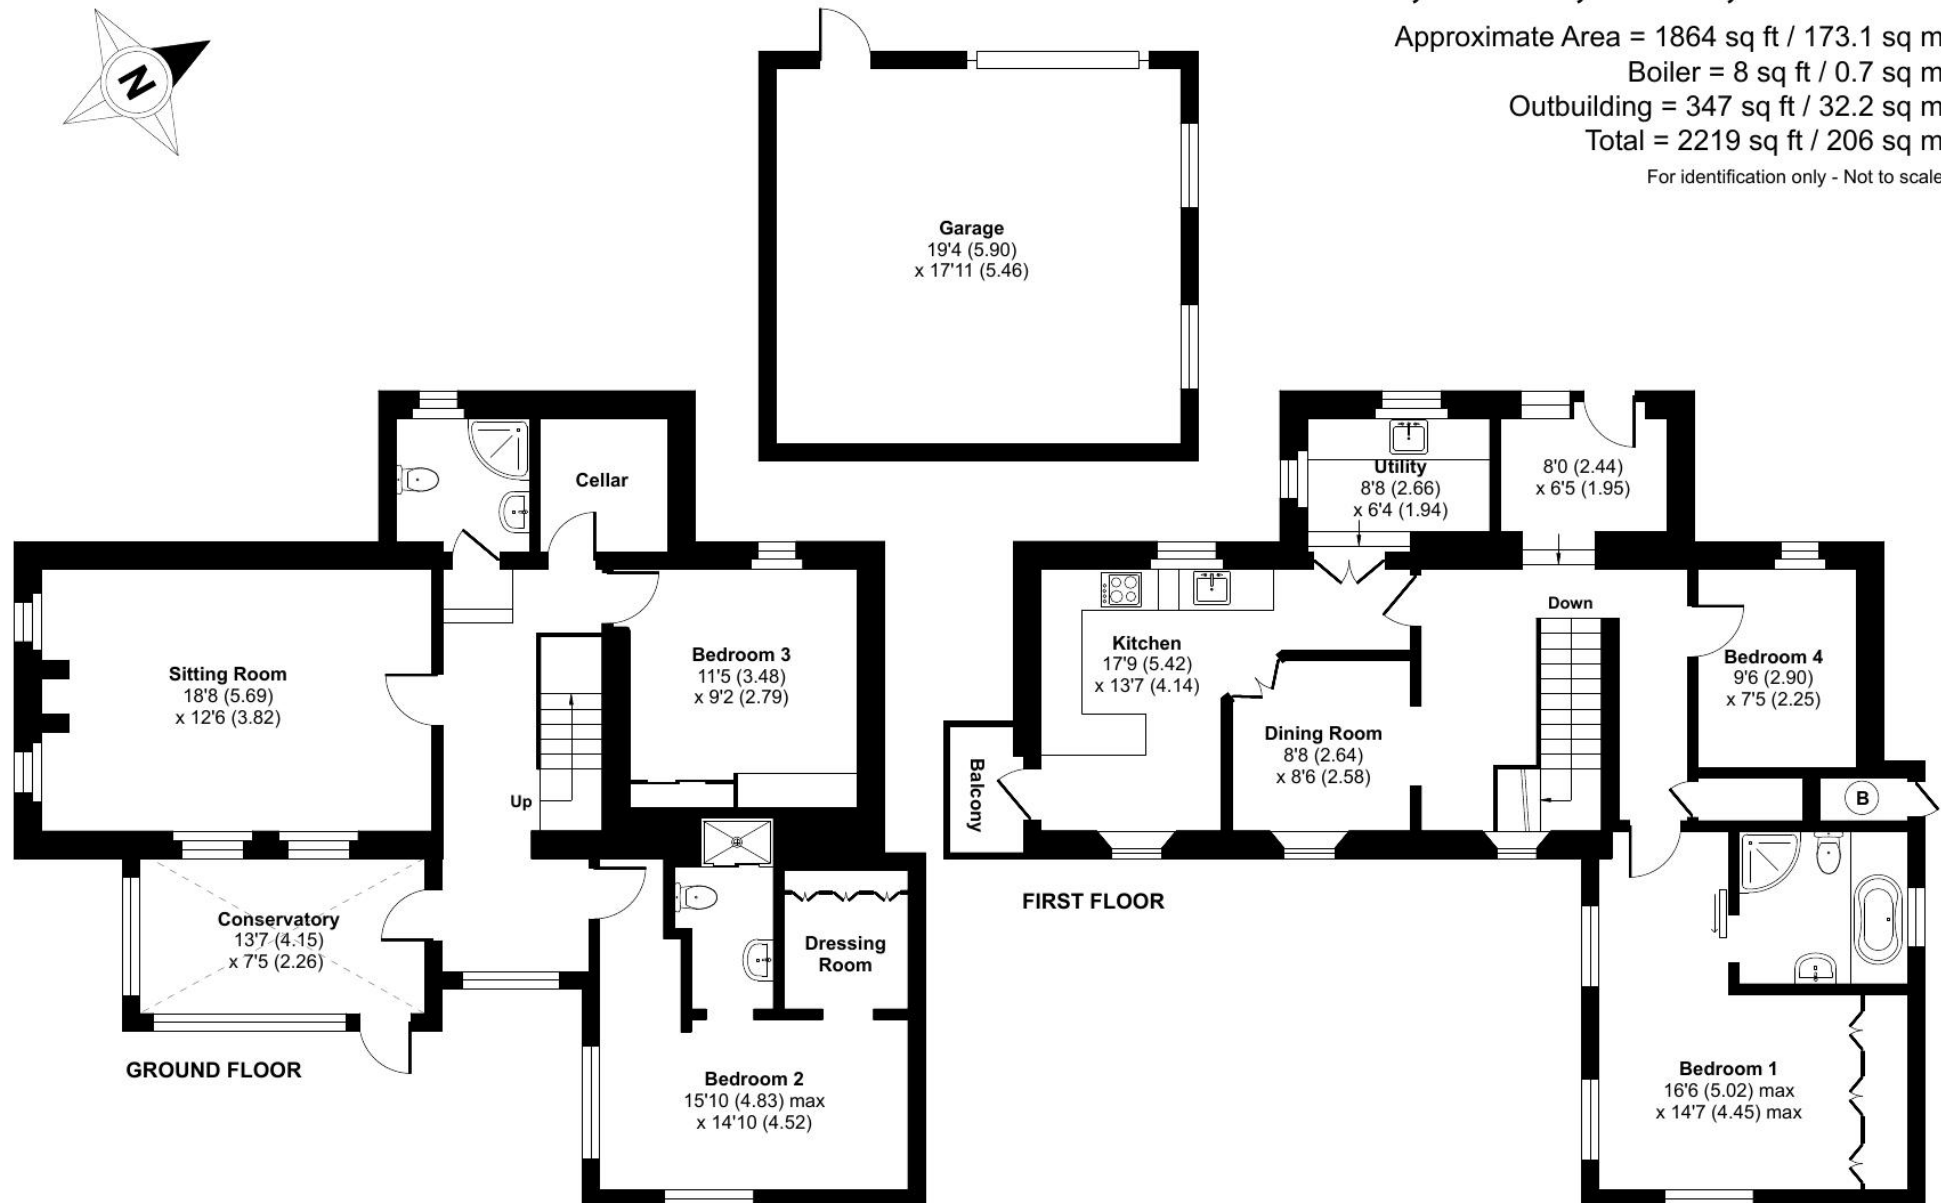 Approximate Area = 1864 sq ft / 173.1 sq m
Boiler = 8 sq ft / 0.7 sq m
Outbuilding = 347 sq ft / 32.2 sq m
Total = 2219 sq ft / 206 sq m
For identification only - Not to scale
N
Garage
19'4 (5.90)
x 17'11 (5.46)
Cellar
Sitting Room
18'8 (5.69)
x 12'6 (3.82)
Bedroom 3
11'5 (3.48)
x 9'2 (2.79)
Up
Conservatory
13'7 (4.15)
x 7'5 (2.26)
Dressing
Room
Bedroom 2
15'10 (4.83) max
x 14'10 (4.52)
GROUND FLOOR
Utility
8'8 (2.66)
x 6'4 (1.94)
8'0 (2.44)
x 6'5 (1.95)
Kitchen
17'9 (5.42)
x 13'7 (4.14)
Down
Bedroom 4
9'6 (2.90)
x 7'5 (2.25)
Dining Room
8'8 (2.64)
x 8'6 (2.58)
Balcony
B
FIRST FLOOR
Bedroom 1
16'6 (5.02) max
x 14'7 (4.45) max